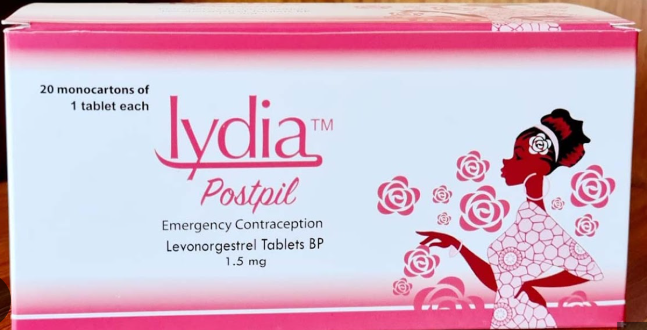 20 monocartons of
1 tablet each
lydia™
Postpil
Emergency Contraception
Levonorgestrel Tablets BP
1.5 mg